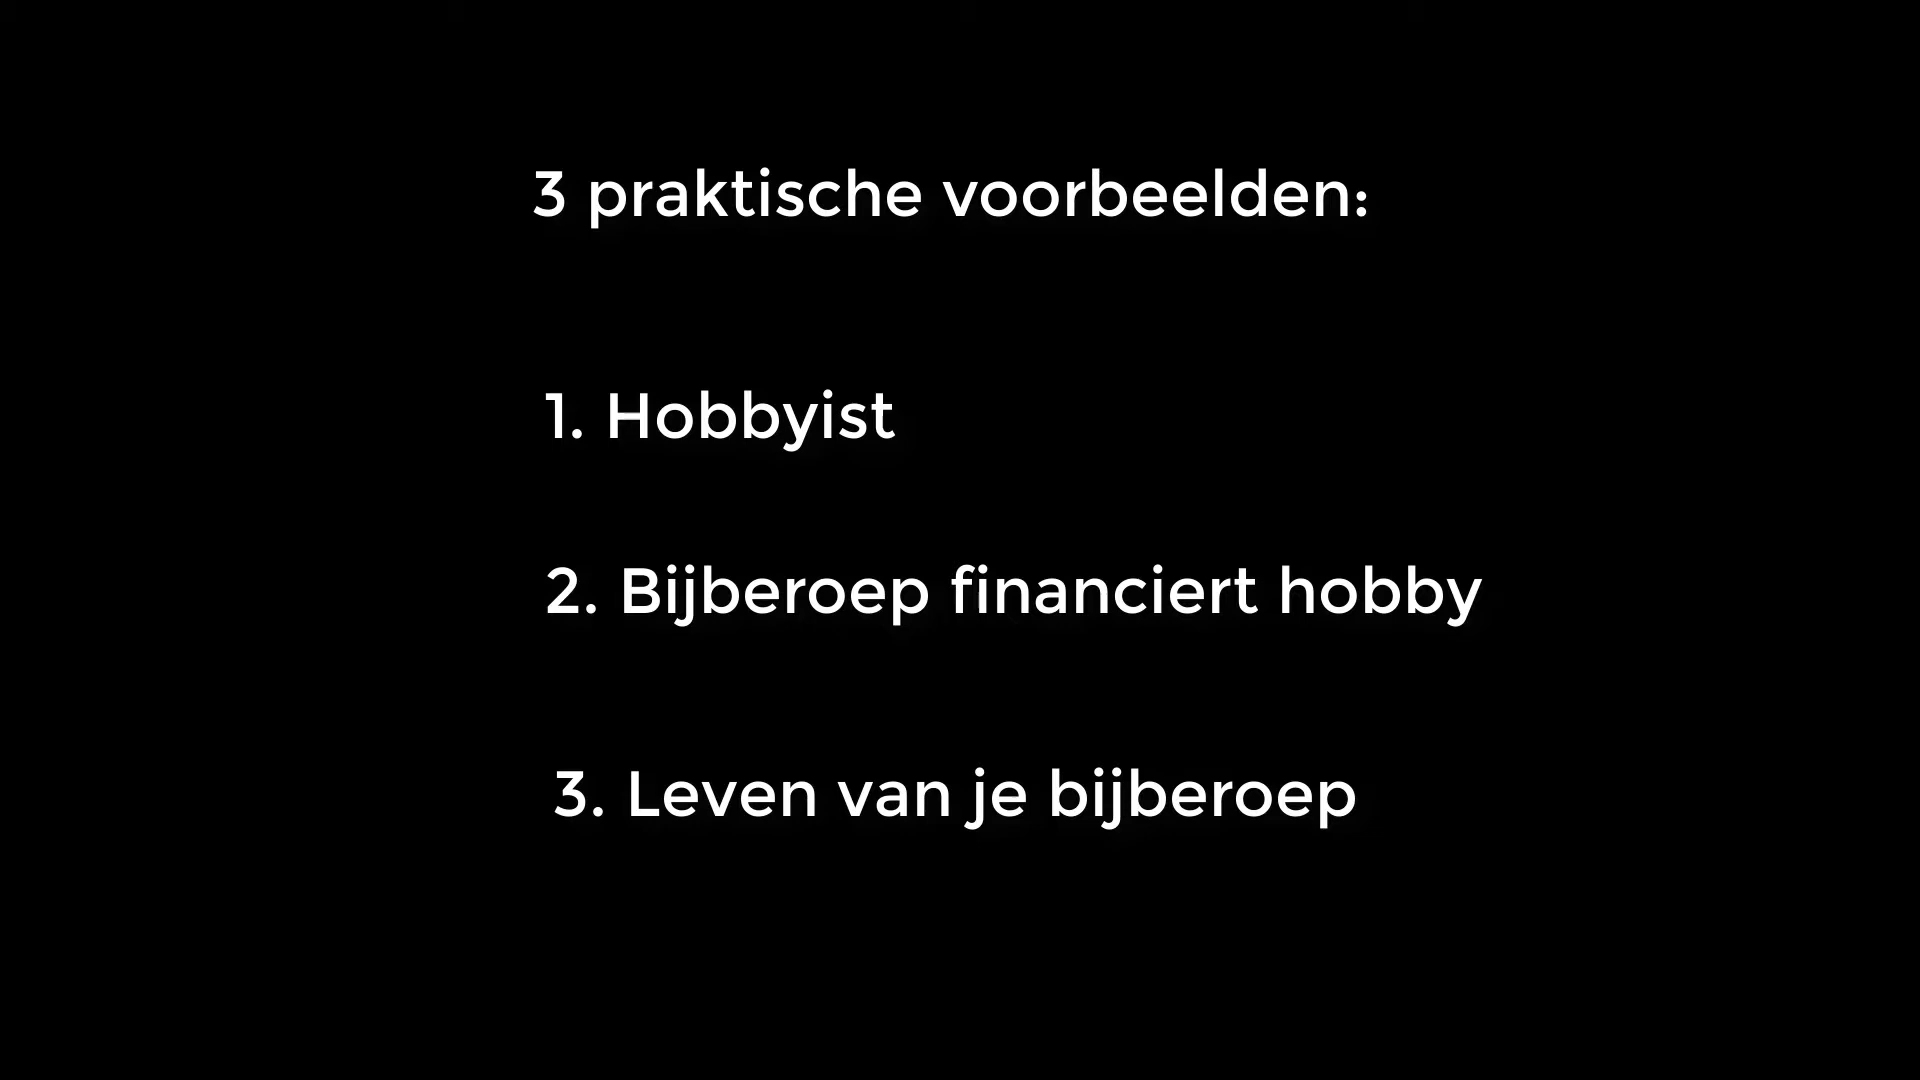 3 praktische voorbeelden:
1. Hobbyist
2. Bijberoep financiert hobby
3. Leven van je bijberoep